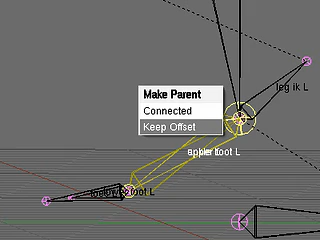 Make Parent
leg ik L
Connected
Keep Offset
foot L
L